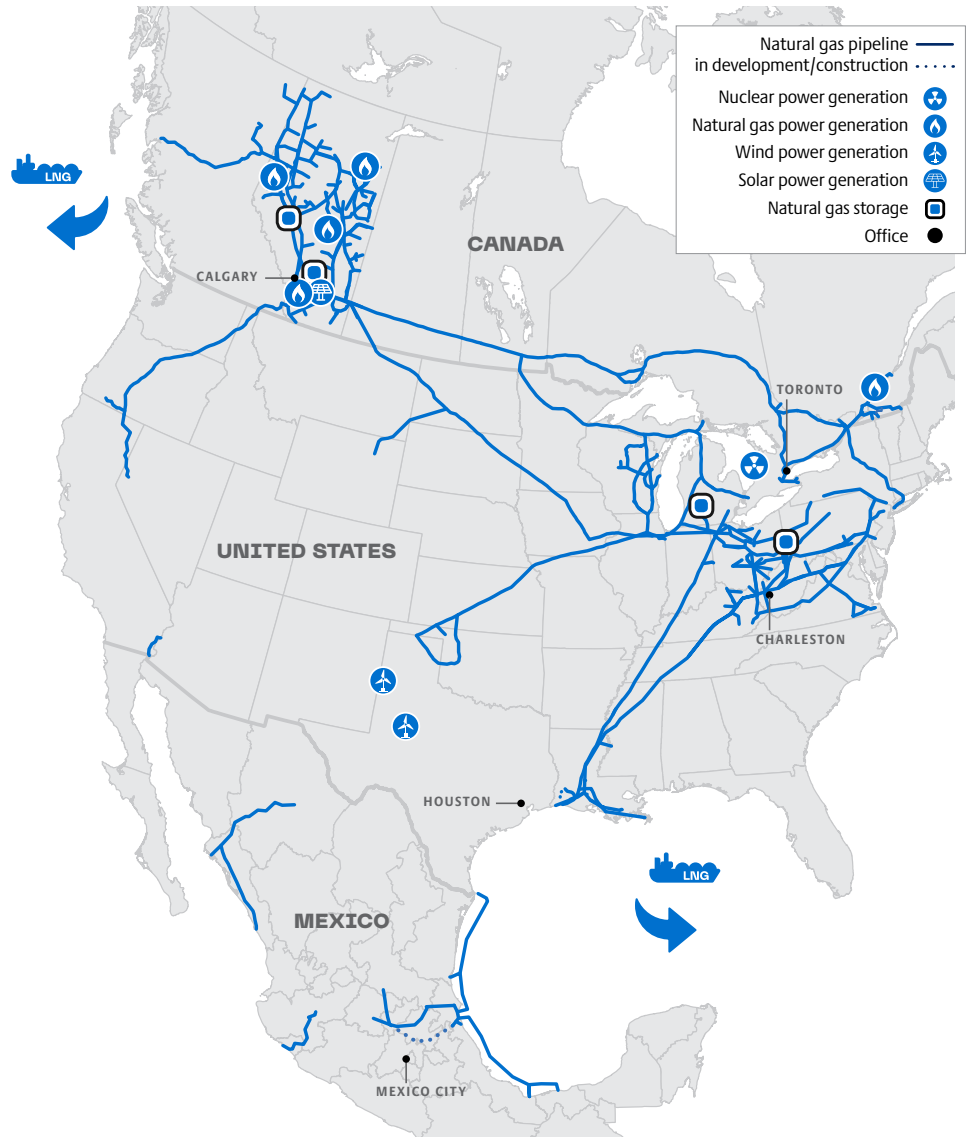 Natural gas pipeline
in development/construction
Nuclear power generation
Natural gas power generation
Wind power generation
Solar power generation
Natural gas storage
Office
LNG
CANADA
CALGARY
TORONTO
UNITED STATES
CHARLESTON
HOUSTON
LNG
MEXICO
MEXICO CITY